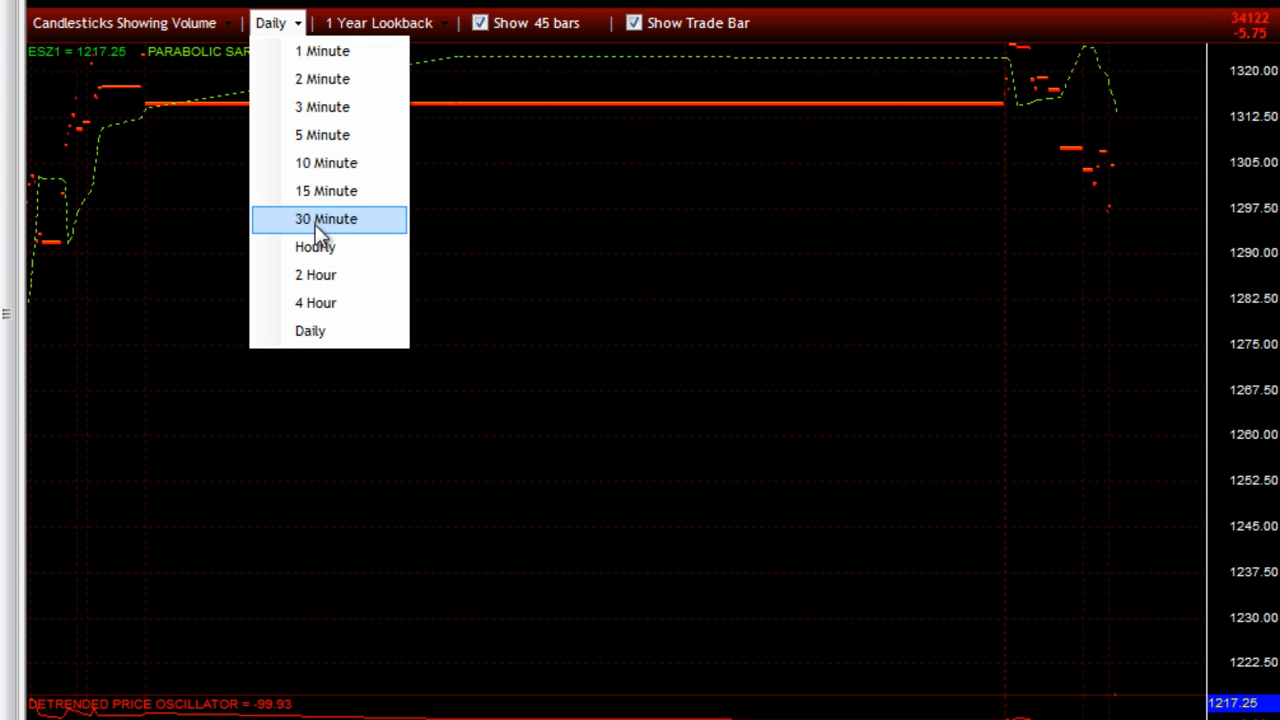 Candlesticks Showing Volume | Daily | 1 Year Lookback | Show 45 bars | Show Trade Bar
34122
-5.75
ESZ1 = 1217.25 PARABOLIC SAR
1 Minute
2 Minute
3 Minute
5 Minute
10 Minute
15 Minute
30 Minute
Hourly
2 Hour
4 Hour
Daily
1320.00
1312.50
1305.00
1297.50
1290.00
1282.50
1275.00
1267.50
1260.00
1252.50
1245.00
1237.50
1230.00
1222.50
1217.25
DETRENDED PRICE OSCILLATOR = -99.93